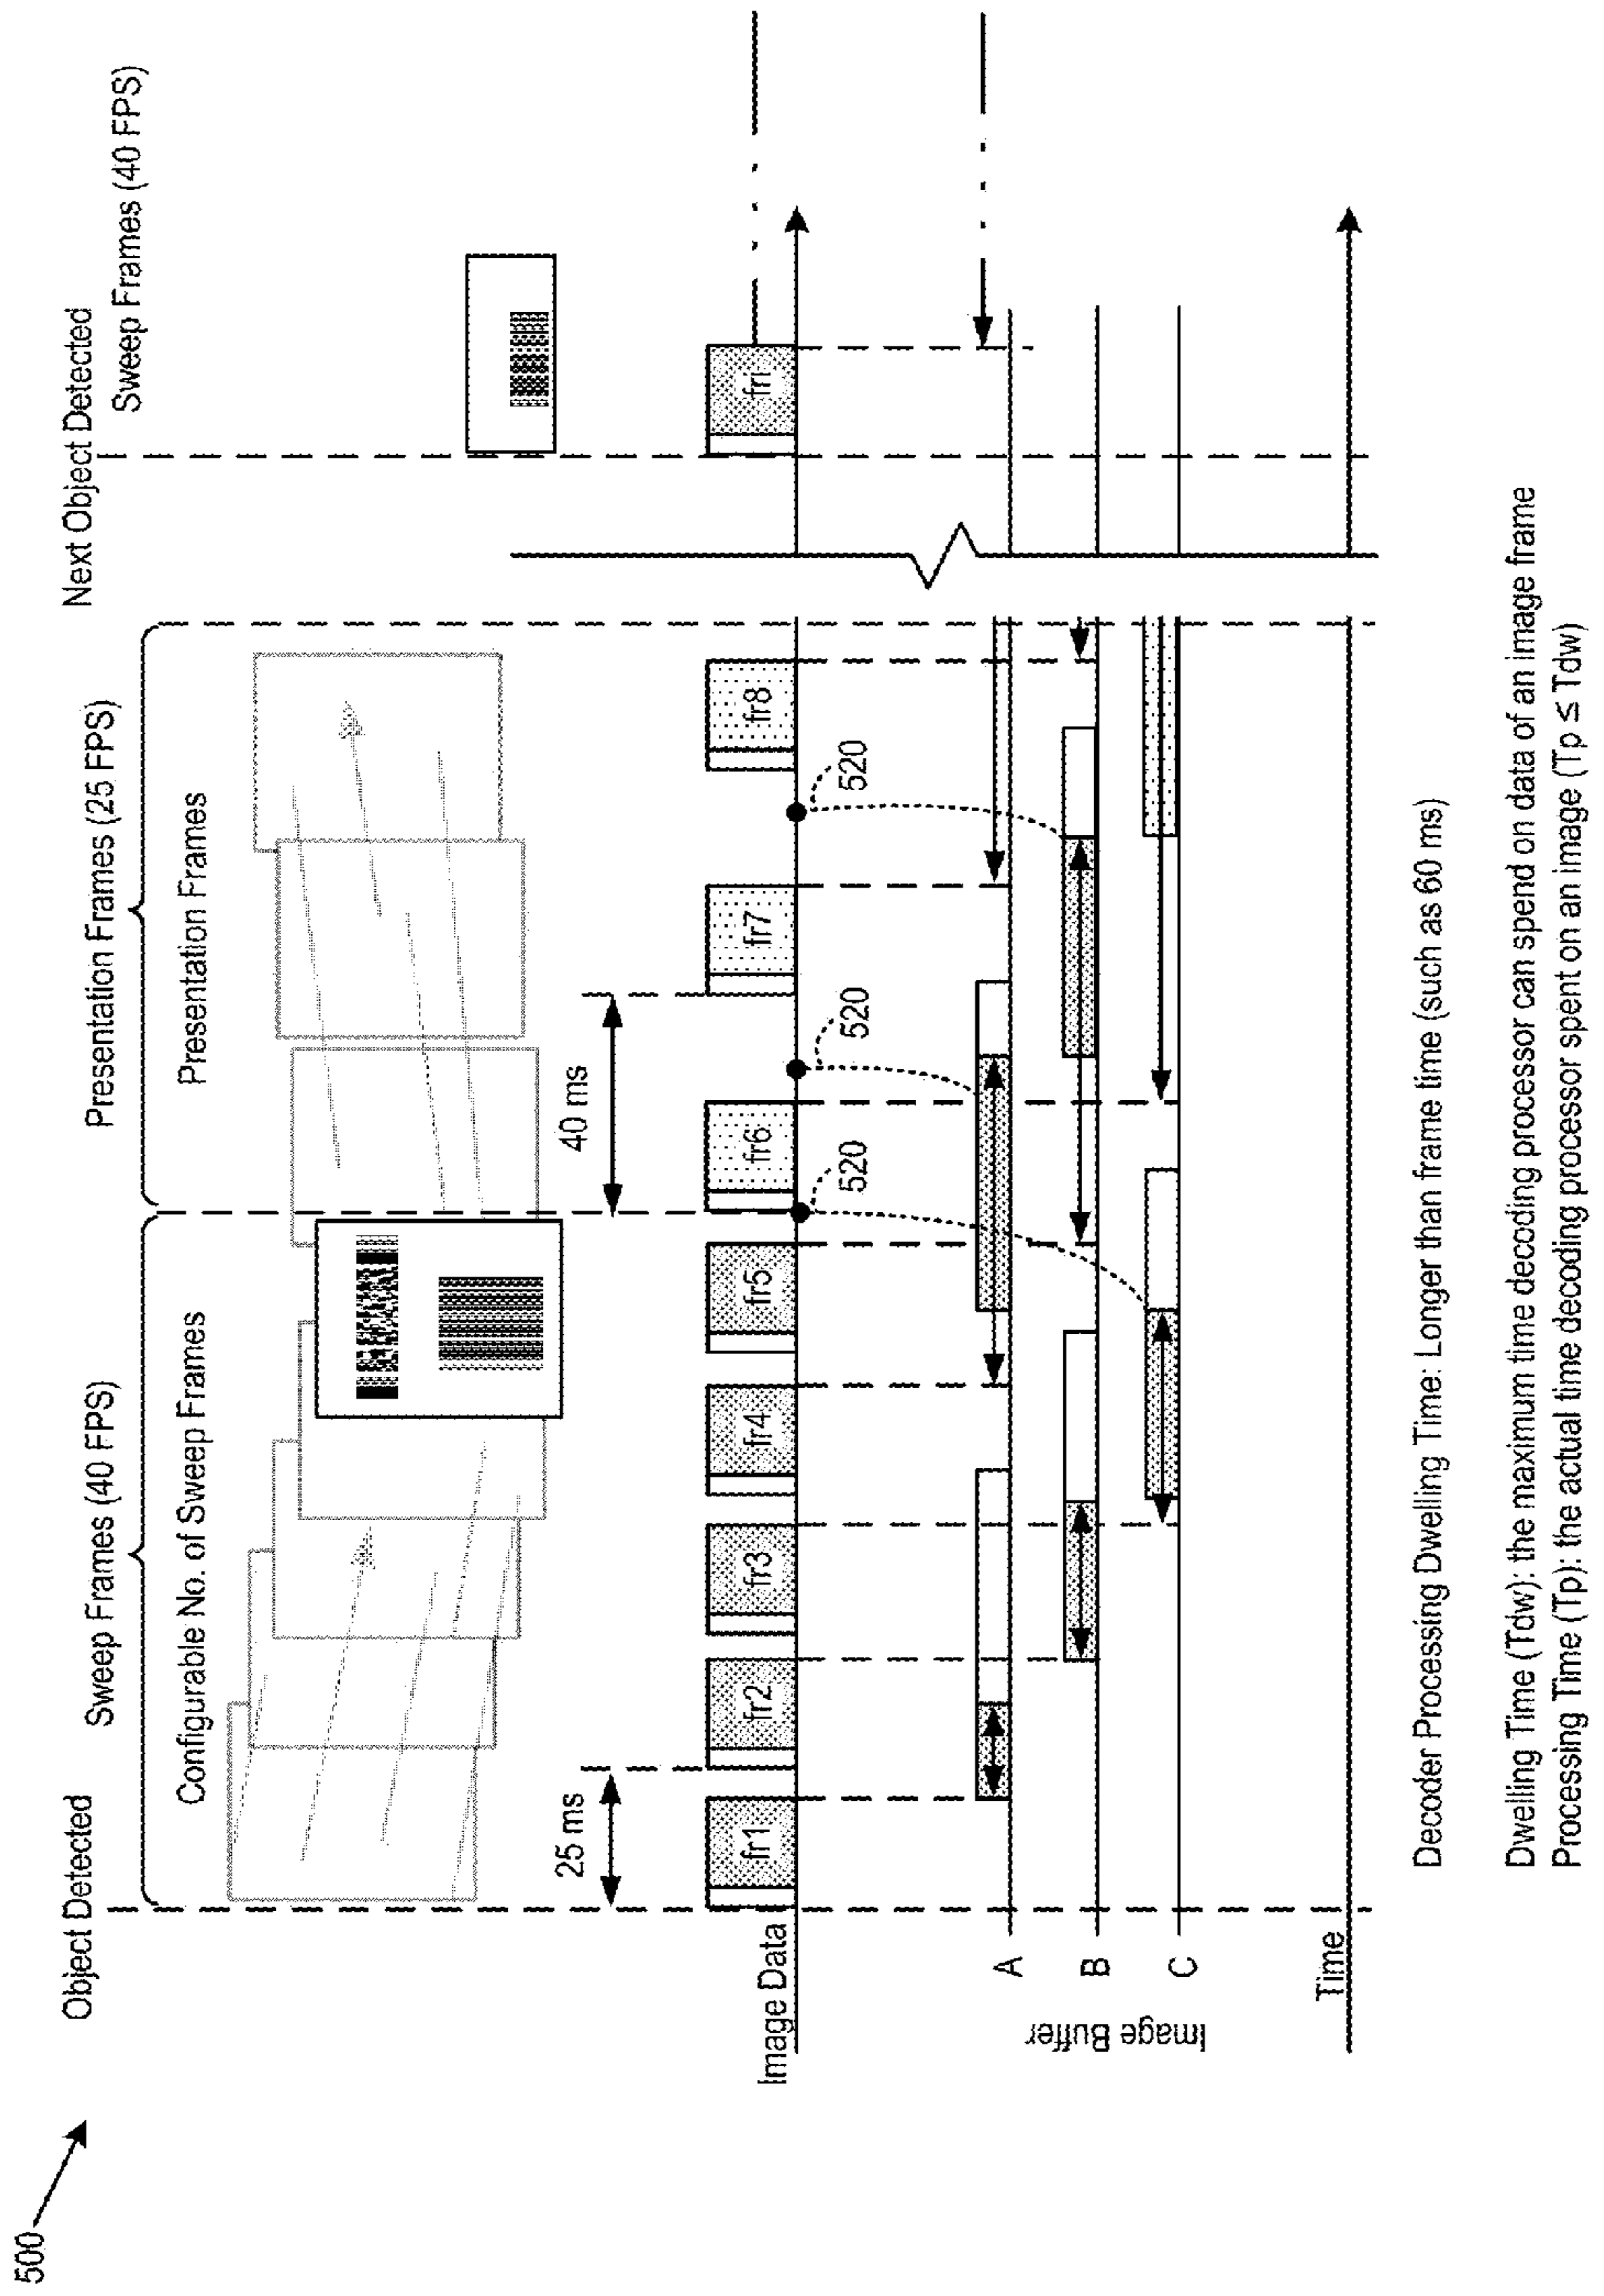 500
Object Detected
Next Object Detected
Sweep Frames (40 FPS)
Presentation Frames (25 FPS)
Sweep Frames (40 FPS)
Configurable No. of Sweep Frames
Presentation Frames
25 ms
40 ms
Image Data
fr1
fr2
fr3
fr4
fr5
fr6
fr7
fr8
fri
520
520
520
Image Buffer
A
B
C
Time
Decoder Processing Dwelling Time: Longer than frame time (such as 60 ms)
Dwelling Time (Tdw): the maximum time decoding processor can spend on data of an image frame
Processing Time (Tp): the actual time decoding processor spent on an image (Tp ≤ Tdw)